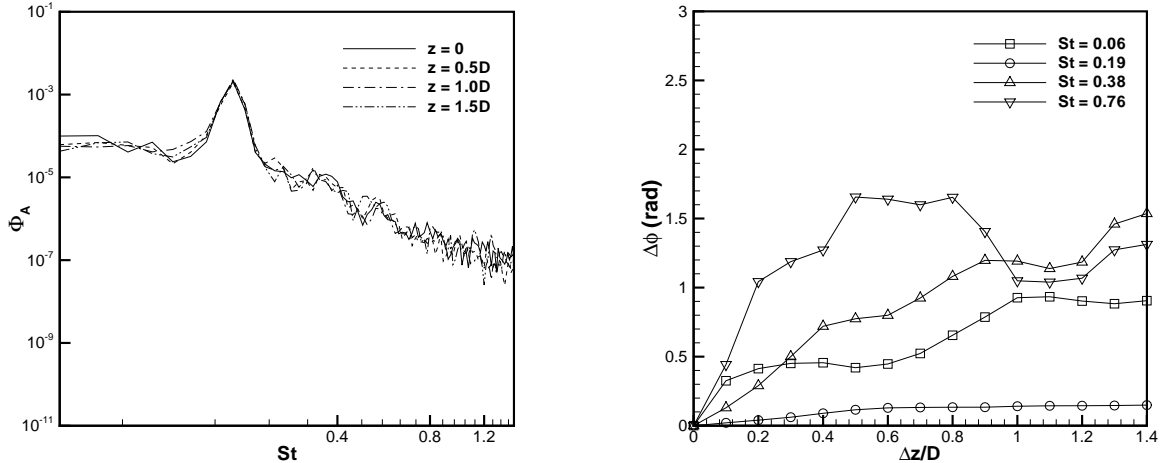 10^-1
10^-3
10^-5
10^-7
10^-9
10^-11
Φ_A
0.4
0.8
1.2
St
z = 0
z = 0.5D
z = 1.0D
z = 1.5D
3
2.5
2
1.5
1
0.5
0
Δϕ (rad)
0
0.2
0.4
0.6
0.8
1
1.2
1.4
Δz/D
St = 0.06
St = 0.19
St = 0.38
St = 0.76